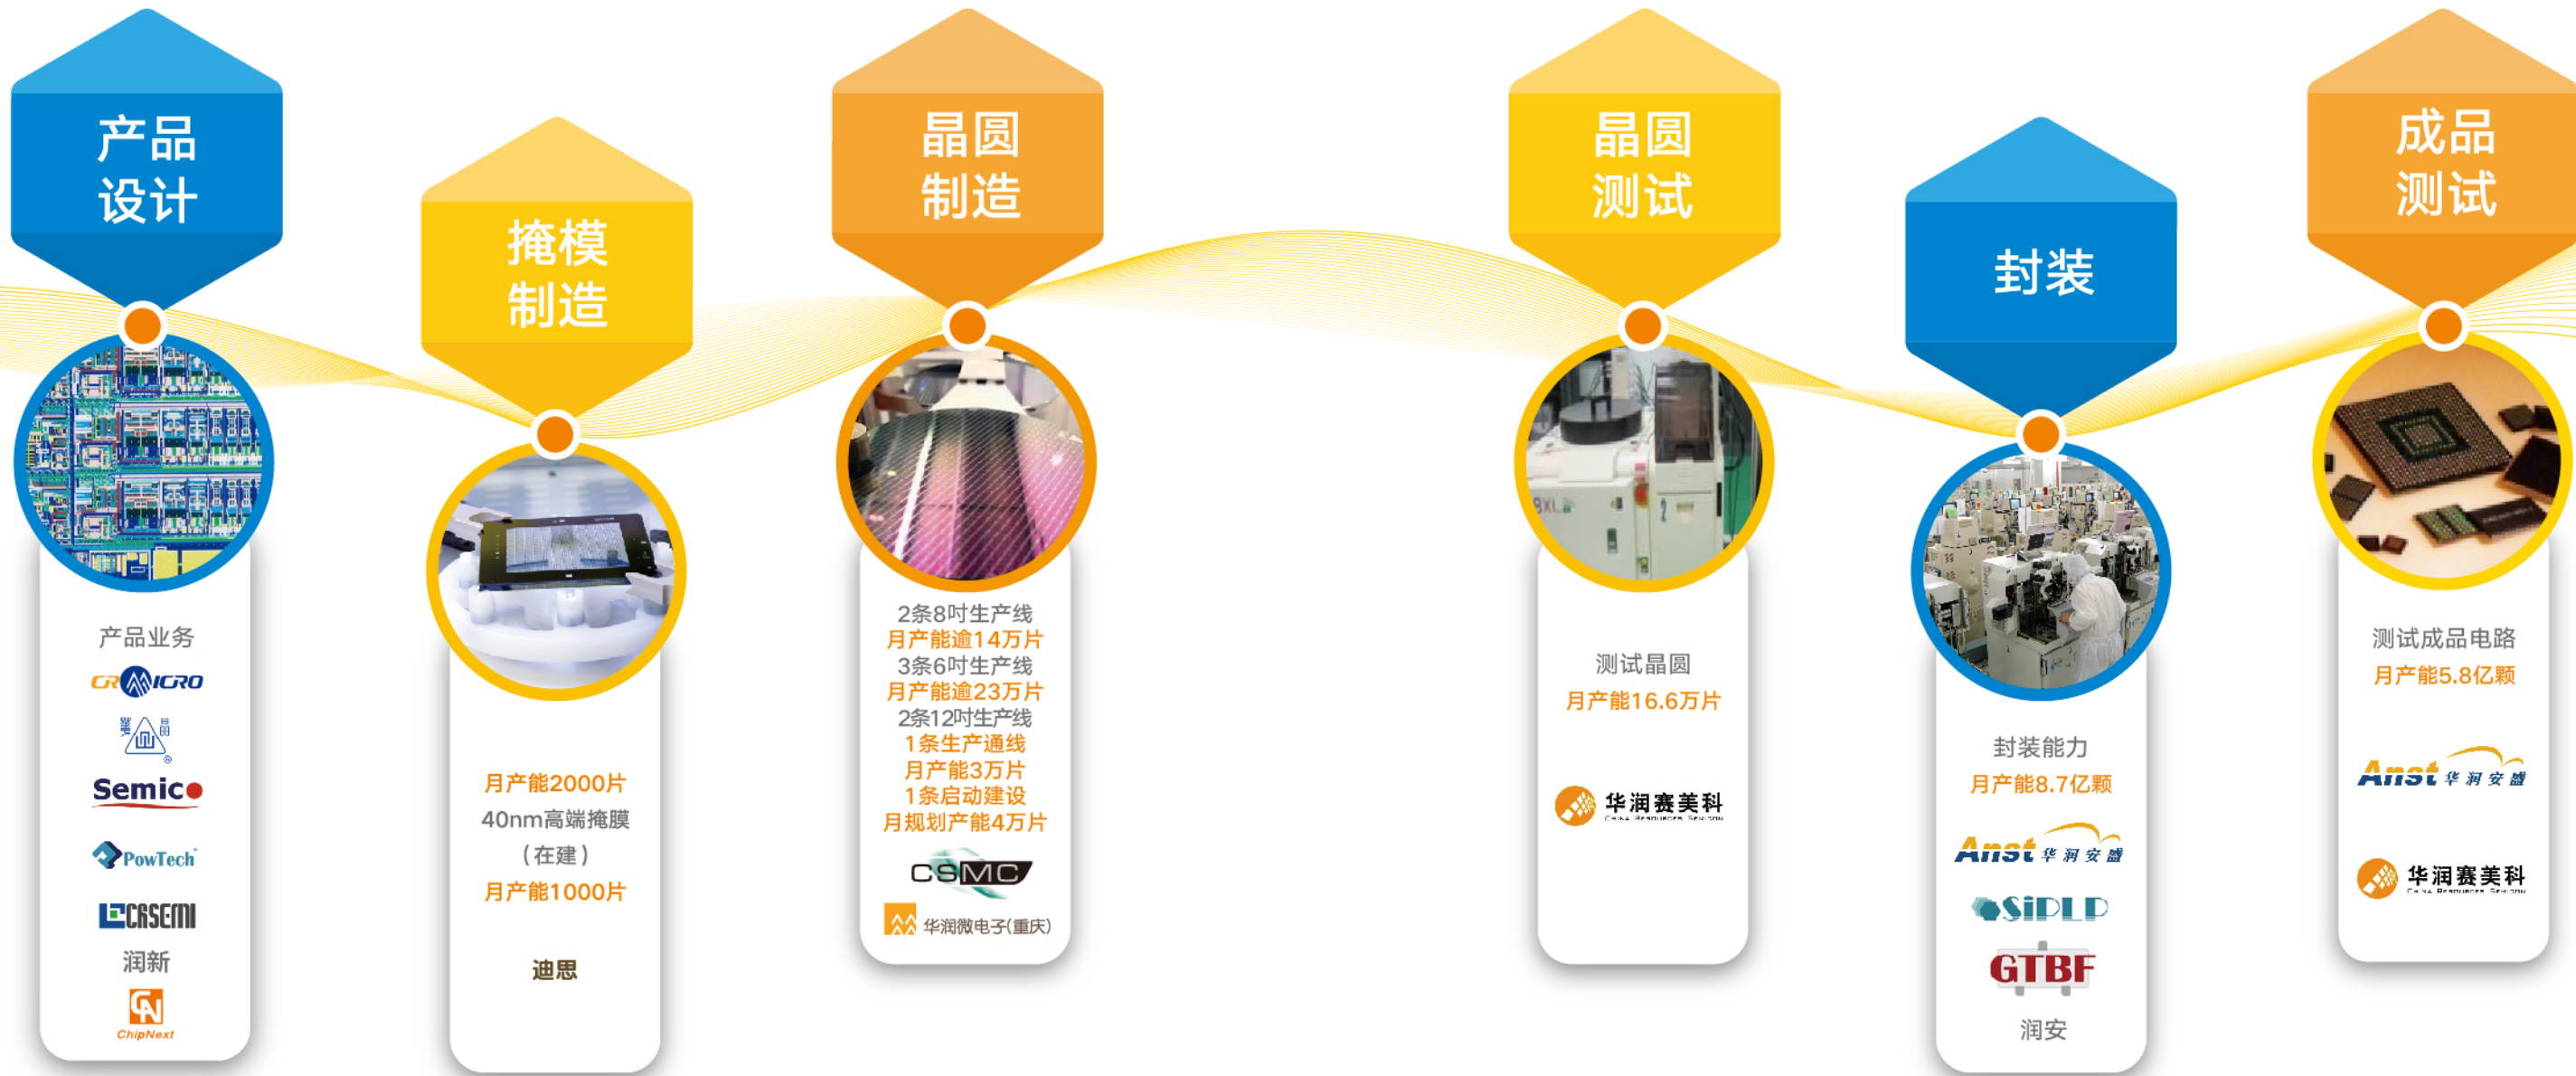 产品
设计
产品业务
CRMICRO
华晶
®
Semico
PowTech
CRSEMI
润新
CN
ChipNext
掩模
制造
月产能2000片
40nm高端掩膜
（在建）
月产能1000片
迪思
晶圆
制造
2条8吋生产线
月产能逾14万片
3条6吋生产线
月产能逾23万片
2条12吋生产线
1条生产通线
月产能3万片
1条启动建设
月规划产能4万片
CSMC
华润微电子(重庆)
晶圆
测试
测试晶圆
月产能16.6万片
华润赛美科
CHINA RESOURCES SEMICON
封装
封装能力
月产能8.7亿颗
Anst 华润安盛
SiPLP
GTBF
润安
成品
测试
测试成品电路
月产能5.8亿颗
Anst 华润安盛
华润赛美科
CHINA RESOURCES SEMICON